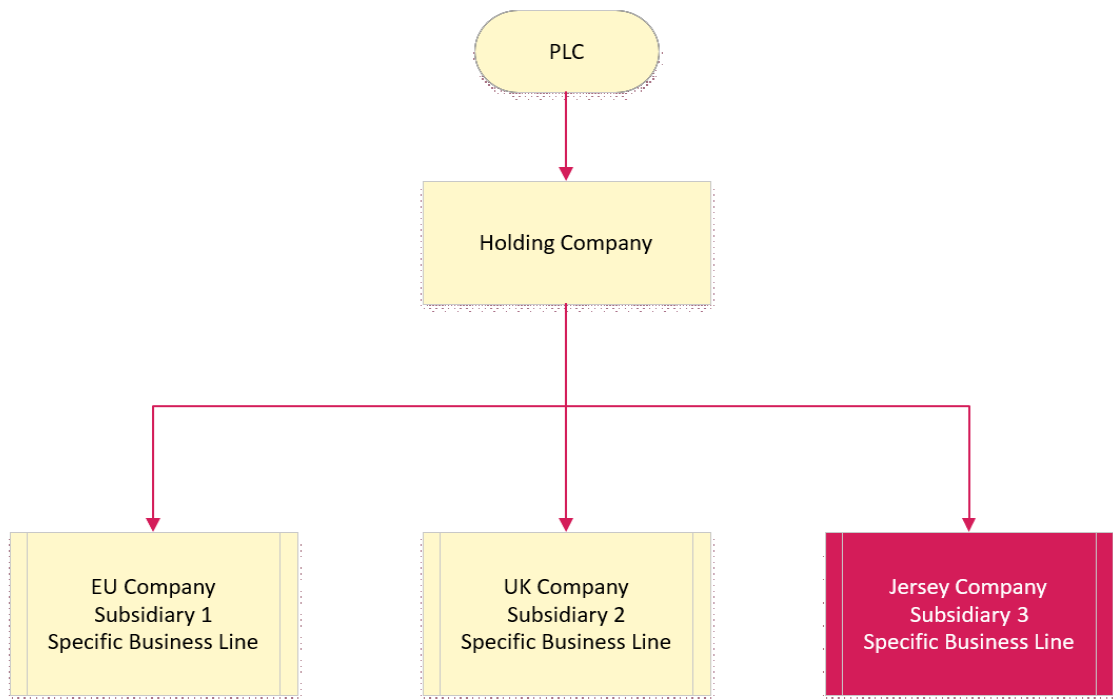 PLC
Holding Company
EU Company
Subsidiary 1
Specific Business Line
UK Company
Subsidiary 2
Specific Business Line
Jersey Company
Subsidiary 3
Specific Business Line